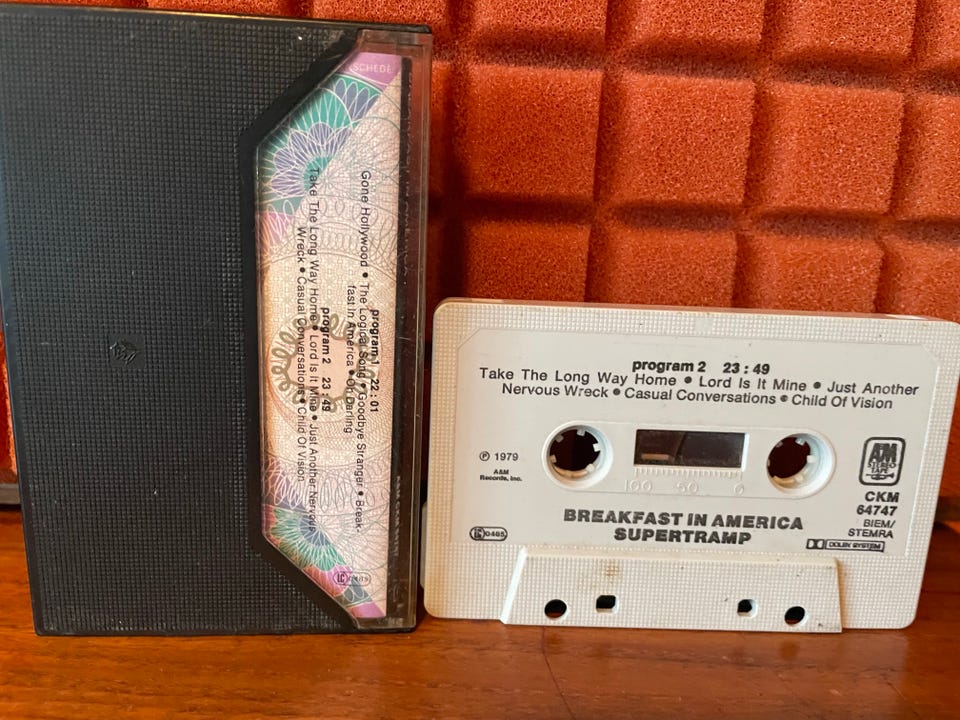 SCHEDE
program 1 22:01
Gone Hollywood • The Logical Song • Goodbye Stranger • Break-
fast In America • Oh Darling
program 2 23:49
Take The Long Way Home • Lord Is It Mine • Just Another Nervous
Wreck • Casual Conversations • Child Of Vision
program 2 23:49
Take The Long Way Home • Lord Is It Mine • Just Another
Nervous Wreck • Casual Conversations • Child Of Vision
℗ 1979
A&M
Records, Inc.
100 50 0
A&M
STEREO
TAPE
CKM
64747
BIEM/
STEMRA
LC 0485
BREAKFAST IN AMERICA
SUPERTRAMP
DOLBY SYSTEM